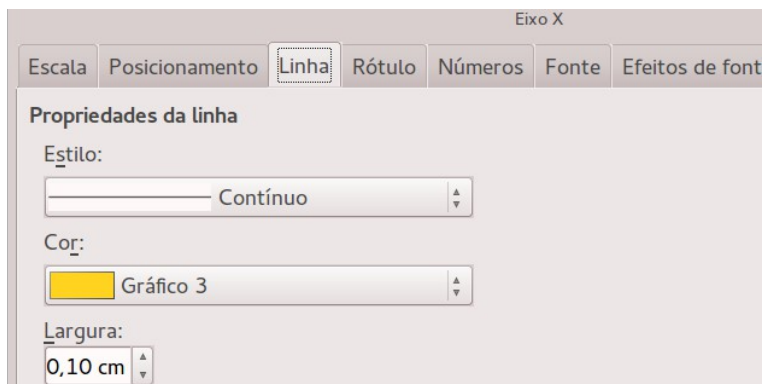 Eixo X
Escala Posicionamento Linha Rótulo Números Fonte Efeitos de font
Propriedades da linha
Estilo:
Contínuo
Cor:
Gráfico 3
Largura:
0,10 cm